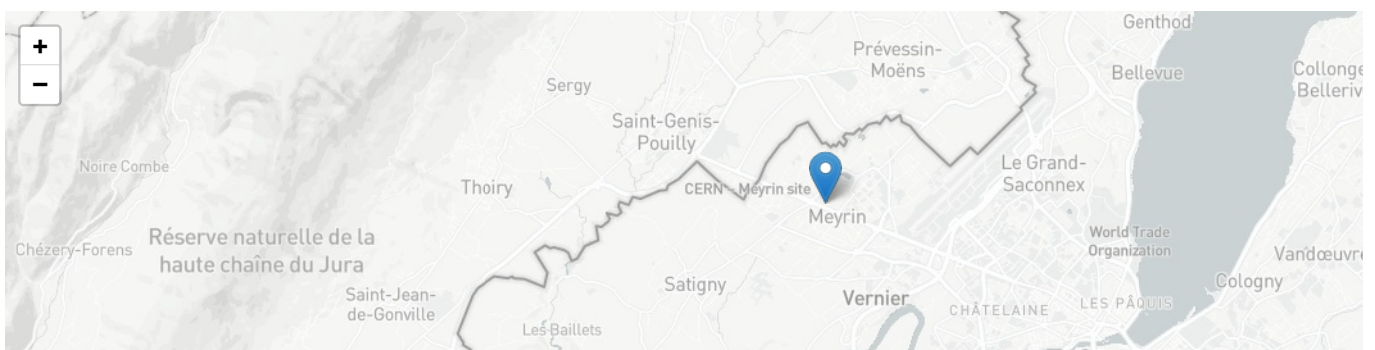 +
−
Genthod
Prévessin-
Moëns
Bellevue
Collonge
Belleriv
Sergy
Saint-Genis-
Pouilly
Noire Combe
Thoiry
CERN - Meyrin site
Le Grand-
Saconnex
Meyrin
World Trade
Organization
Chézery-Forens
Réserve naturelle de la
haute chaîne du Jura
Vandœuvre
Satigny
Cologny
Saint-Jean-
de-Gonville
Vernier
CHÂTELAINE
LES PÂQUIS
Les Baillets